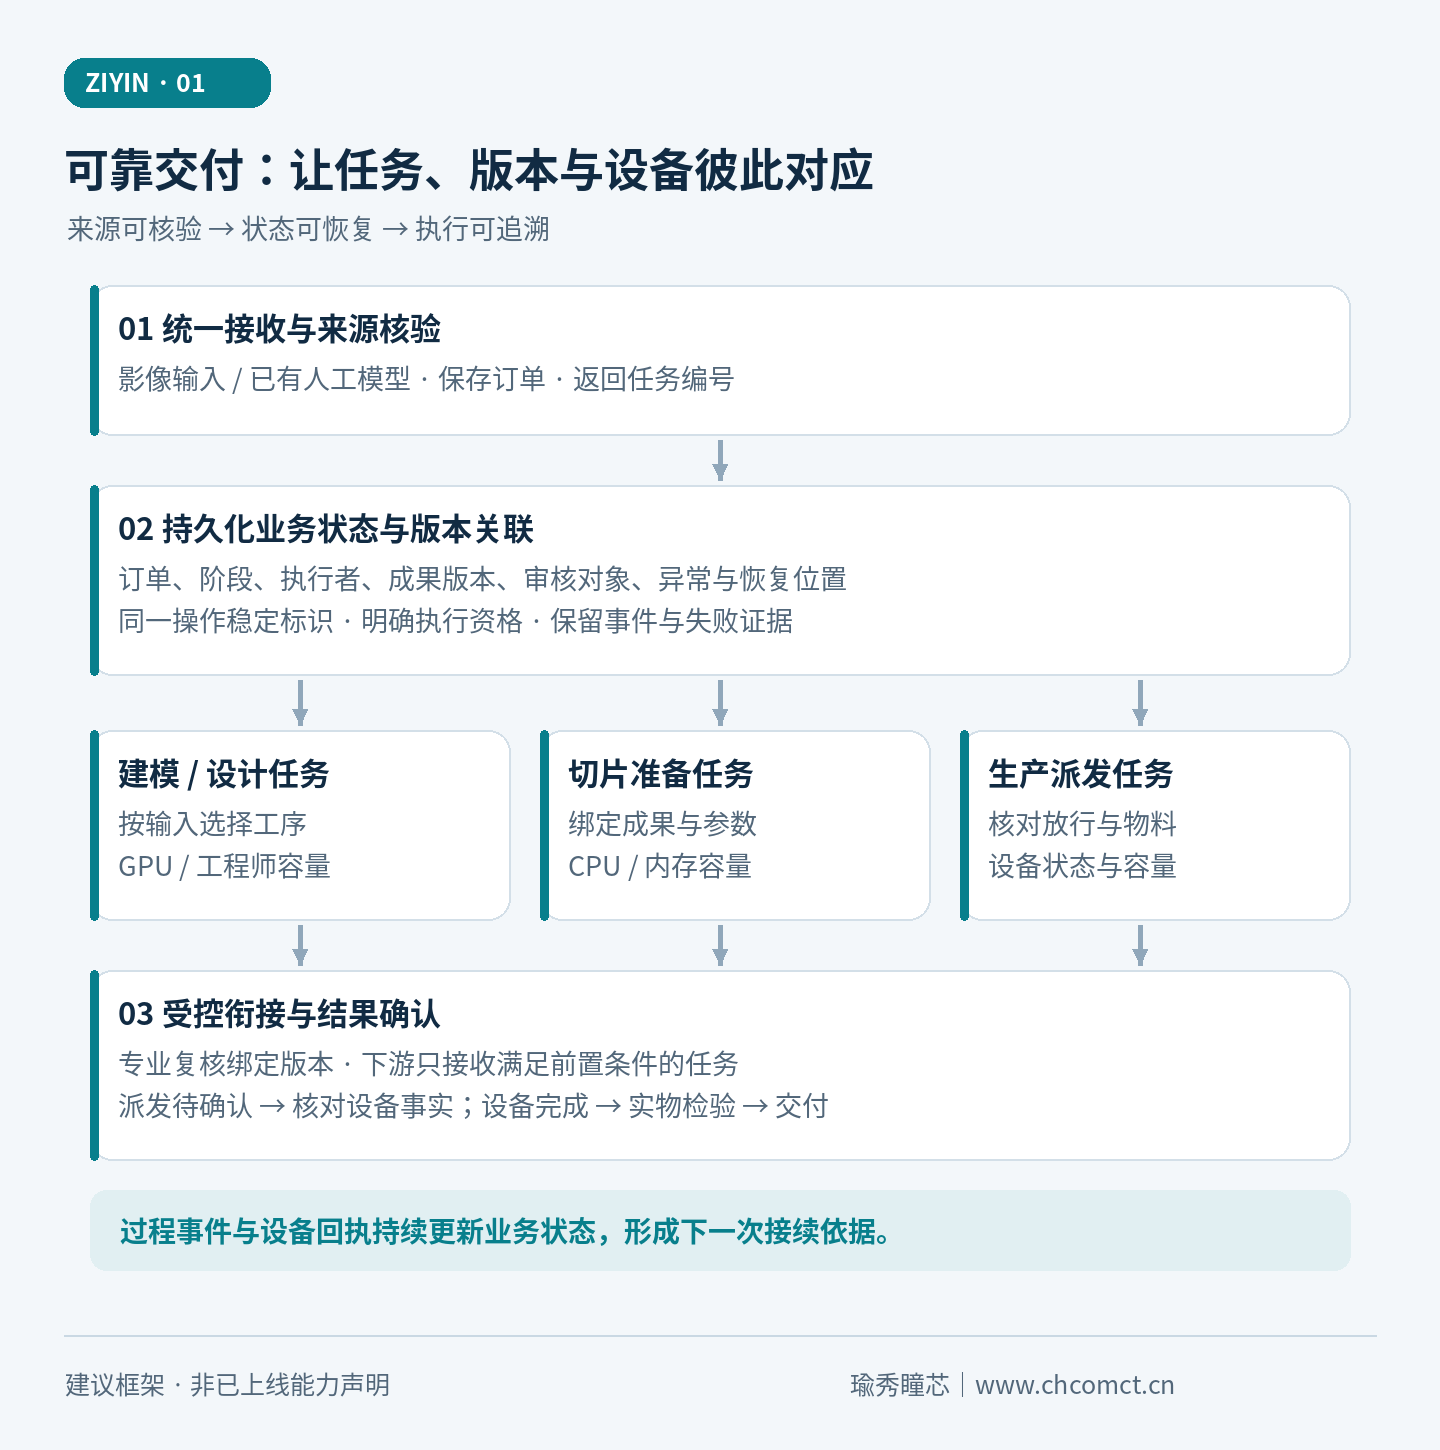 ZIYIN · 01
可靠交付：让任务、版本与设备彼此对应
来源可核验 → 状态可恢复 → 执行可追溯
01 统一接收与来源核验
影像输入 / 已有人工模型 · 保存订单 · 返回任务编号
02 持久化业务状态与版本关联
订单、阶段、执行者、成果版本、审核对象、异常与恢复位置
同一操作稳定标识 · 明确执行资格 · 保留事件与失败证据
建模 / 设计任务
按输入选择工序
GPU / 工程师容量
切片准备任务
绑定成果与参数
CPU / 内存容量
生产派发任务
核对放行与物料
设备状态与容量
03 受控衔接与结果确认
专业复核绑定版本 · 下游只接收满足前置条件的任务
派发待确认 → 核对设备事实；设备完成 → 实物检验 → 交付
过程事件与设备回执持续更新业务状态，形成下一次接续依据。
建议框架 · 非已上线能力声明
瑜秀瞳芯｜www.chcomct.cn